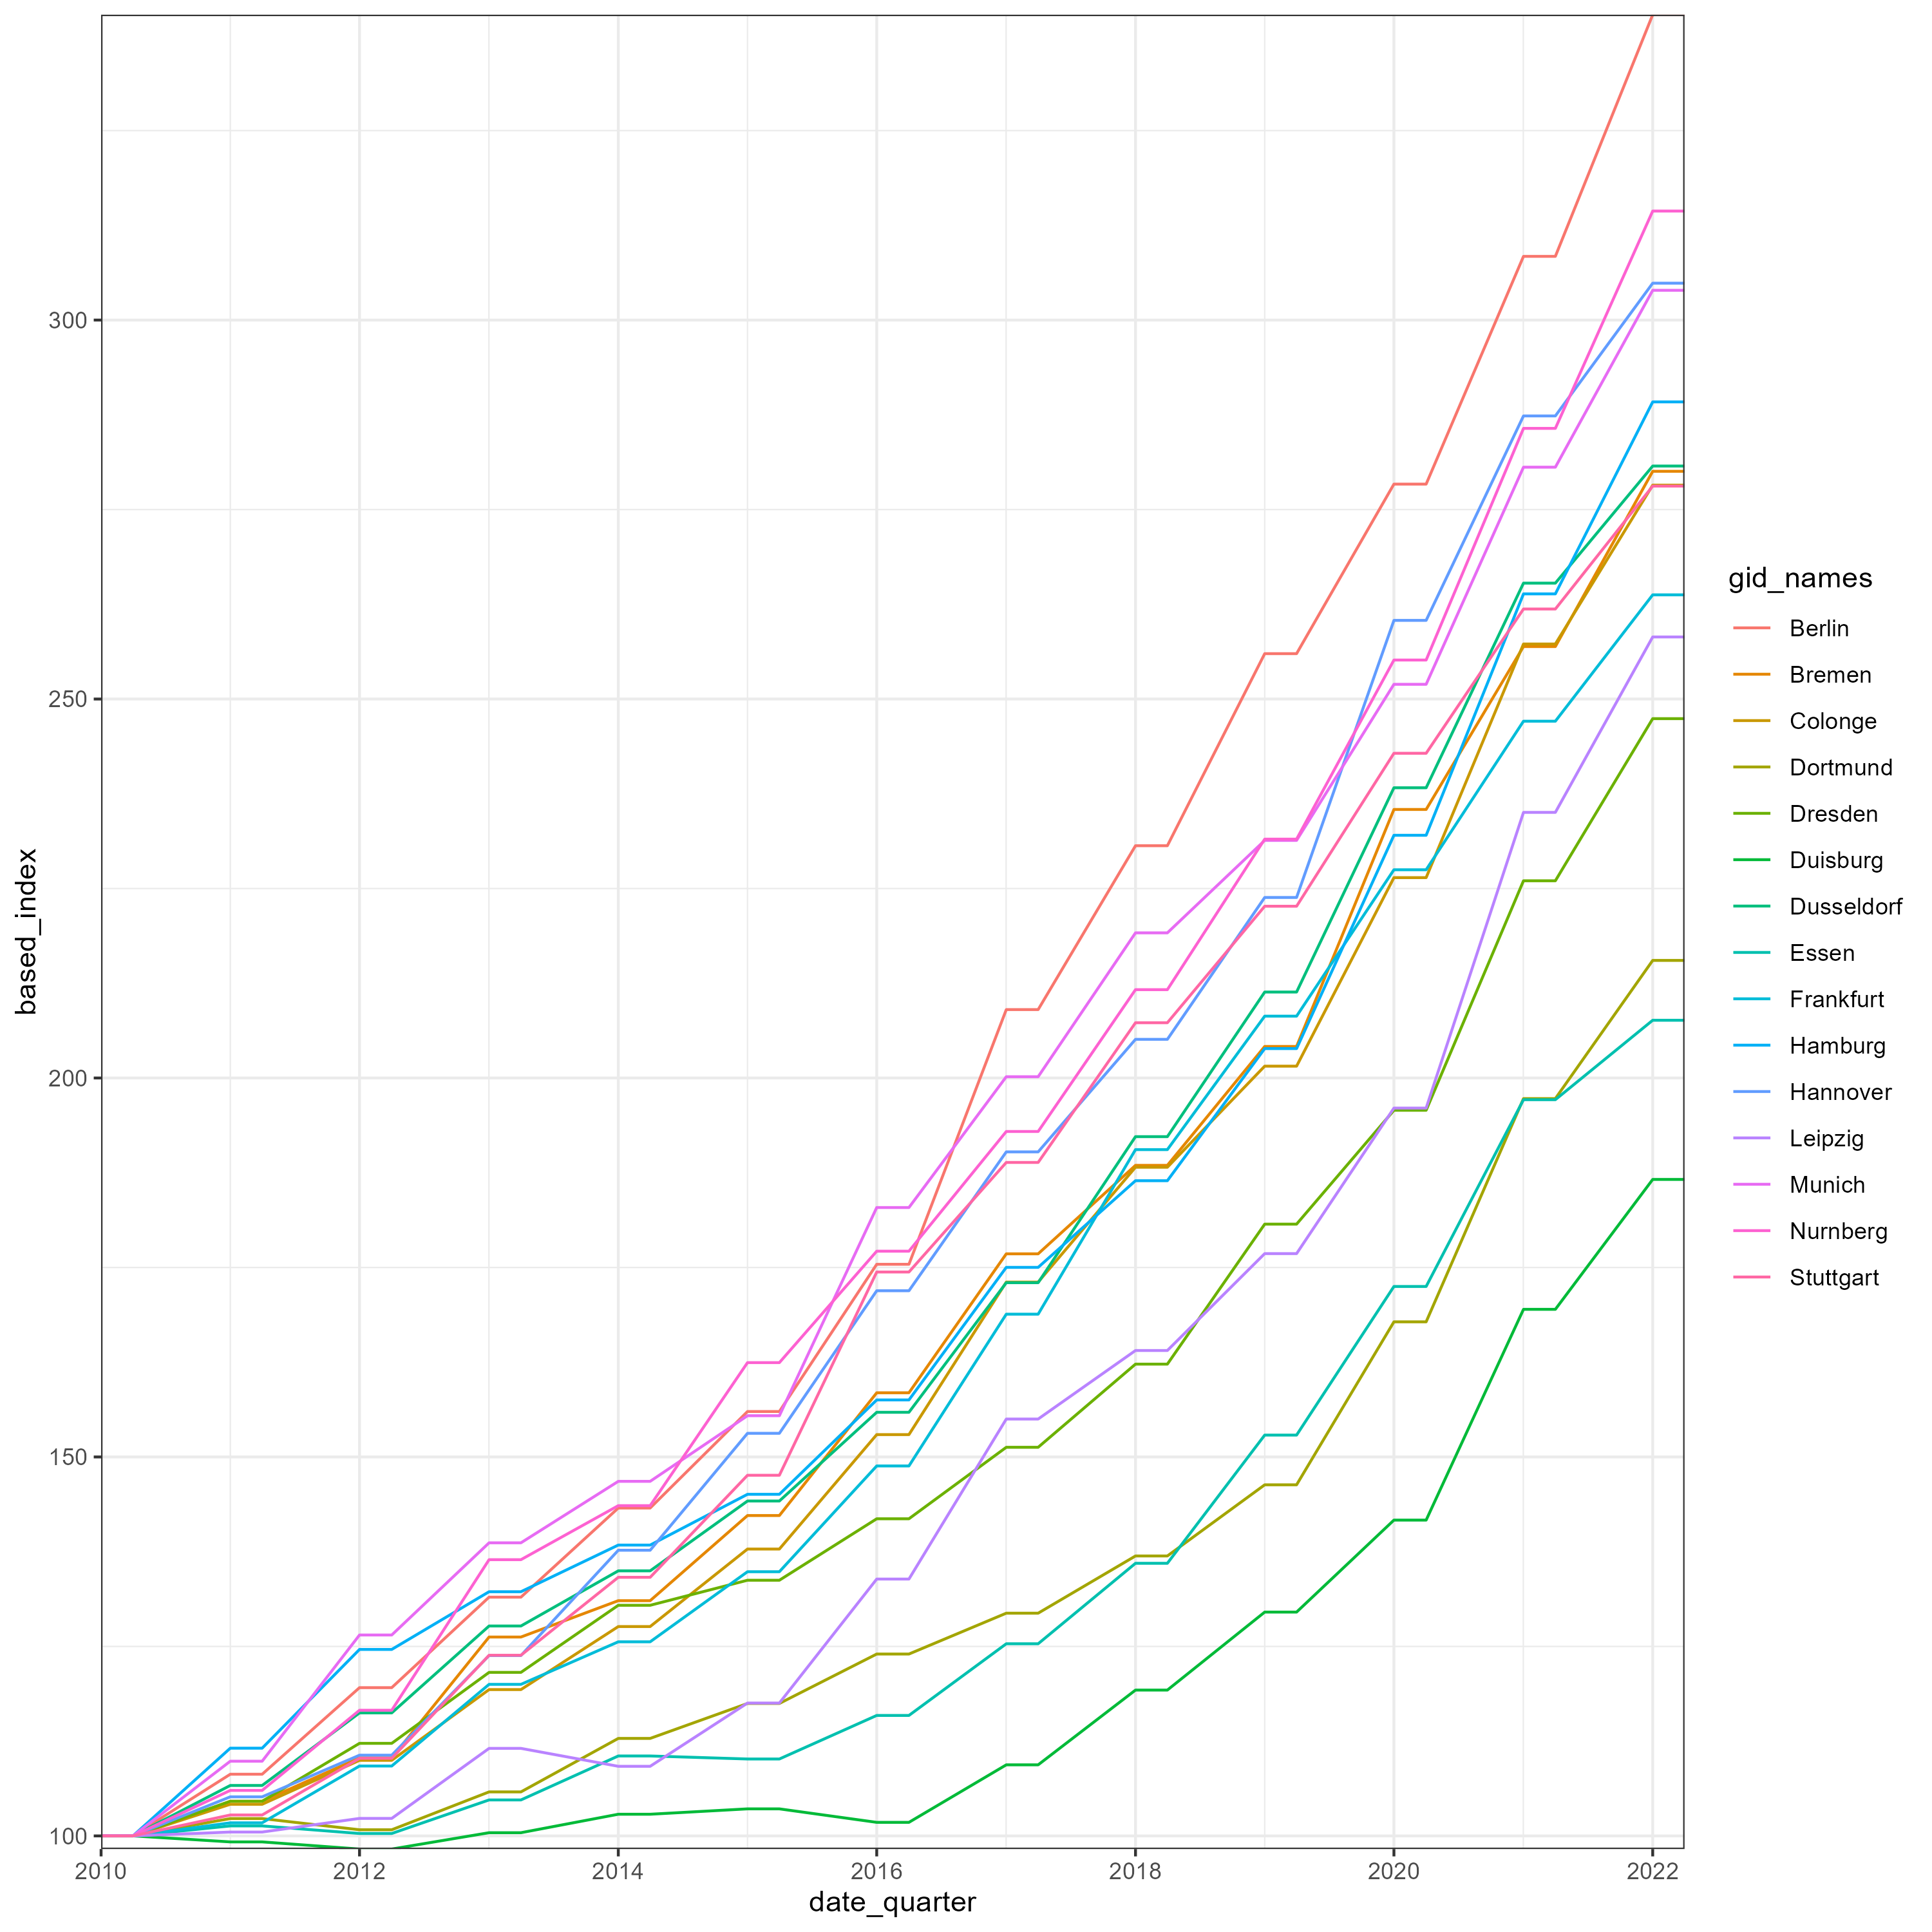 300
250
200
150
100
based_index
2010
2012
2014
2016
2018
2020
2022
date_quarter
gid_names
Berlin
Bremen
Colonge
Dortmund
Dresden
Duisburg
Dusseldorf
Essen
Frankfurt
Hamburg
Hannover
Leipzig
Munich
Nurnberg
Stuttgart